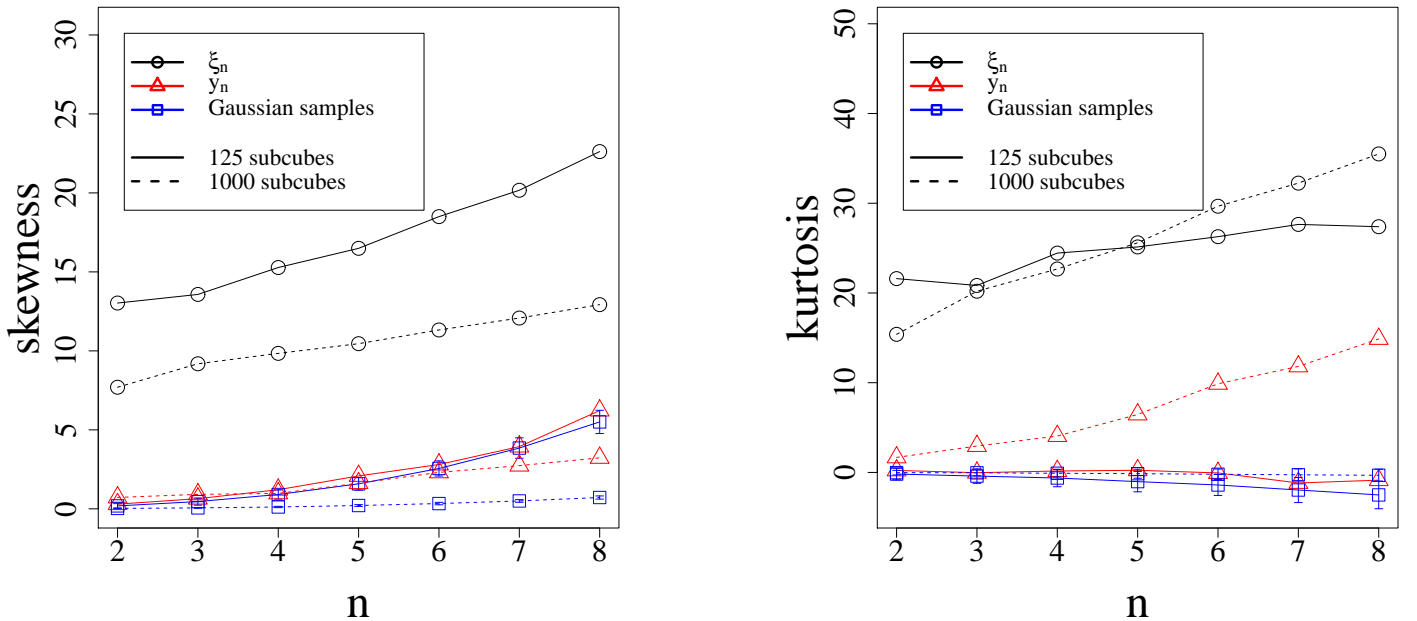 skewness
30
25
20
15
10
5
0
ξn
yn
Gaussian samples
125 subcubes
1000 subcubes
2 3 4 5 6 7 8
n
kurtosis
50
40
30
20
10
0
ξn
yn
Gaussian samples
125 subcubes
1000 subcubes
2 3 4 5 6 7 8
n